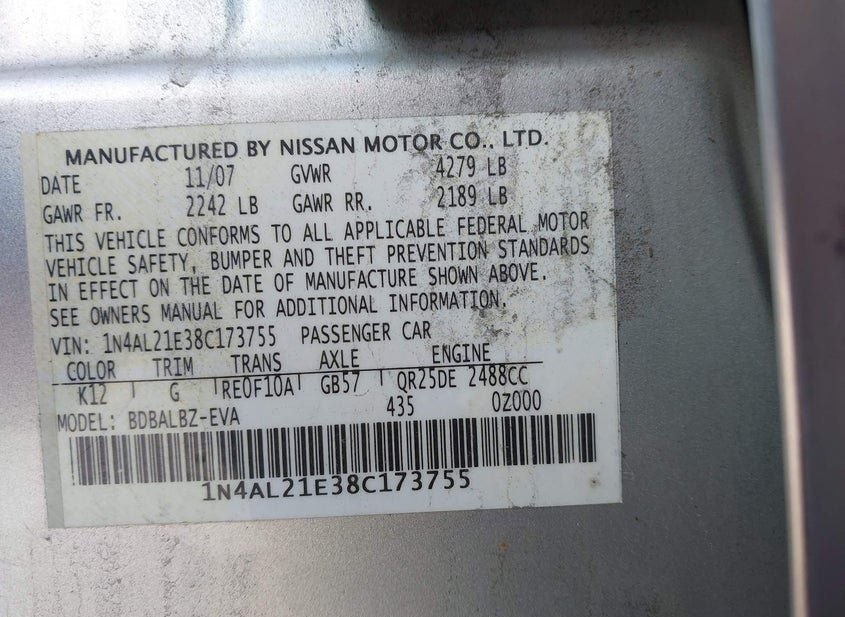 MANUFACTURED BY NISSAN MOTOR CO., LTD.
DATE 11/07 GVWR 4279 LB
GAWR FR. 2242 LB GAWR RR. 2189 LB
THIS VEHICLE CONFORMS TO ALL APPLICABLE FEDERAL MOTOR
VEHICLE SAFETY, BUMPER AND THEFT PREVENTION STANDARDS
IN EFFECT ON THE DATE OF MANUFACTURE SHOWN ABOVE.
SEE OWNERS MANUAL FOR ADDITIONAL INFORMATION.
VIN: 1N4AL21E38C173755 PASSENGER CAR
COLOR TRIM TRANS AXLE ENGINE
K12 G RE0F10A GB57 QR25DE 2488CC
MODEL: BDBALBZ-EVA 435 0Z000
1N4AL21E38C173755